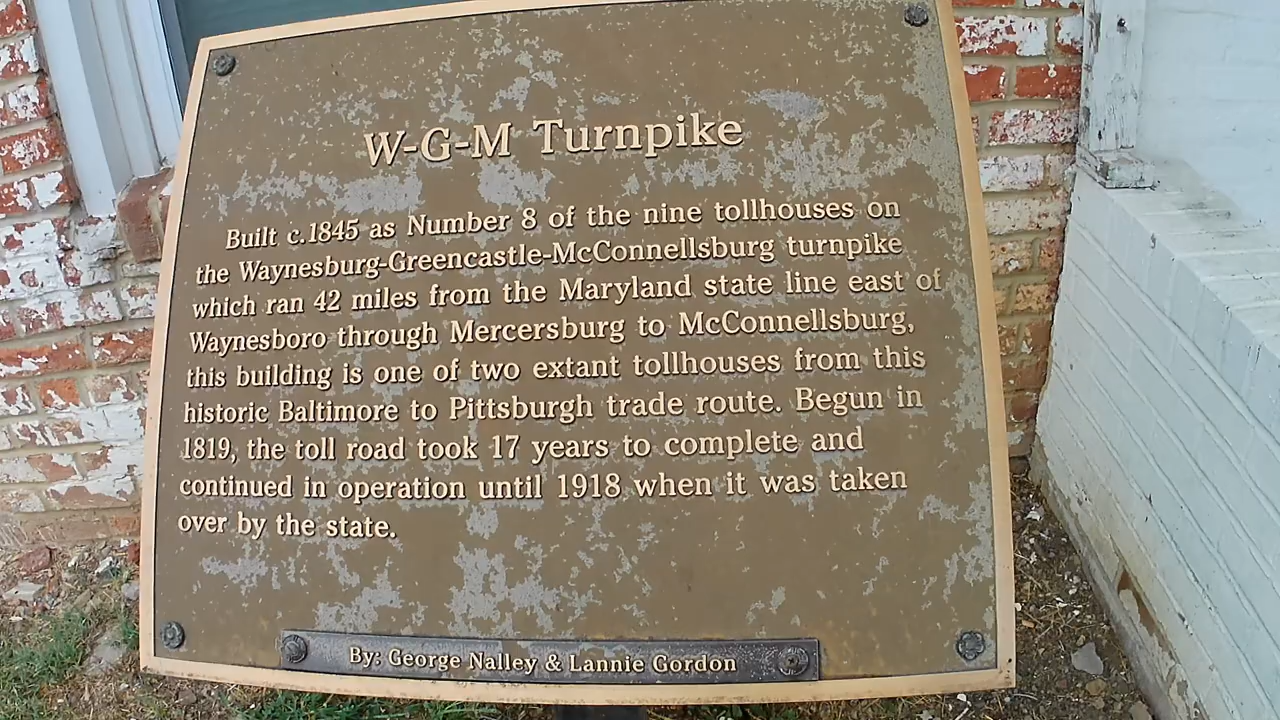 W-G-M Turnpike
Built c.1845 as Number 8 of the nine tollhouses on
the Waynesburg-Greencastle-McConnellsburg turnpike
which ran 42 miles from the Maryland state line east of
Waynesboro through Mercersburg to McConnellsburg,
this building is one of two extant tollhouses from this
historic Baltimore to Pittsburgh trade route. Begun in
1819, the toll road took 17 years to complete and
continued in operation until 1918 when it was taken
over by the state.
By: George Nalley & Lannie Gordon